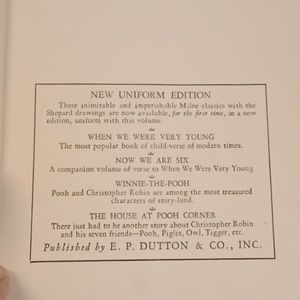 NEW UNIFORM EDITION
These inimitable and imperishable Milne classics with the
Shepard drawings are now available, for the first time, in a new
edition, uniform with this volume.
WHEN WE WERE VERY YOUNG
The most popular book of child-verse of modern times.
NOW WE ARE SIX
A companion volume of verse to When We Were Very Young
WINNIE-THE-POOH
Pooh and Christopher Robin are among the most treasured
characters of story-land.
THE HOUSE AT POOH CORNER
There just had to be another story about Christopher Robin
and his seven friends—Pooh, Piglet, Owl, Tigger, etc.
Published by E. P. DUTTON & CO., INC.